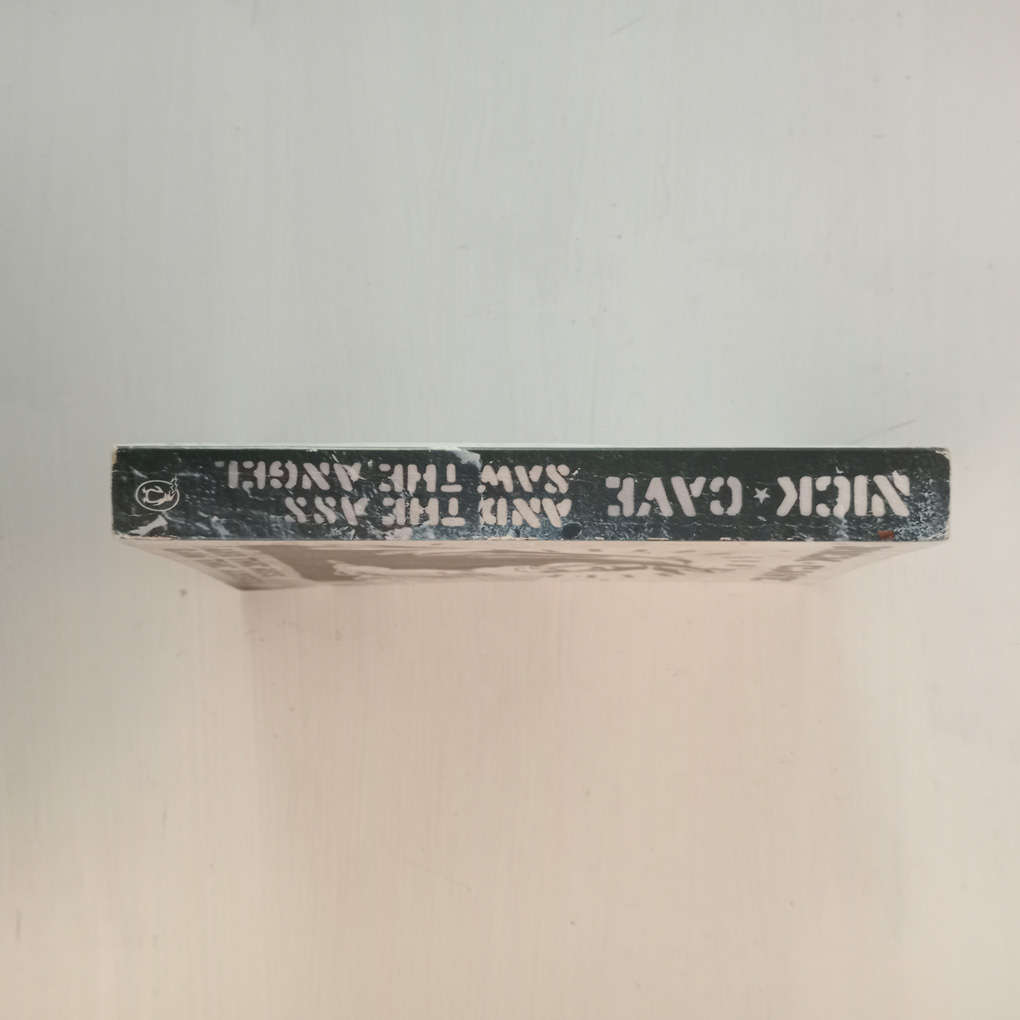 NICK ★ CAVE
AND THE ASS
SAW THE ANGEL